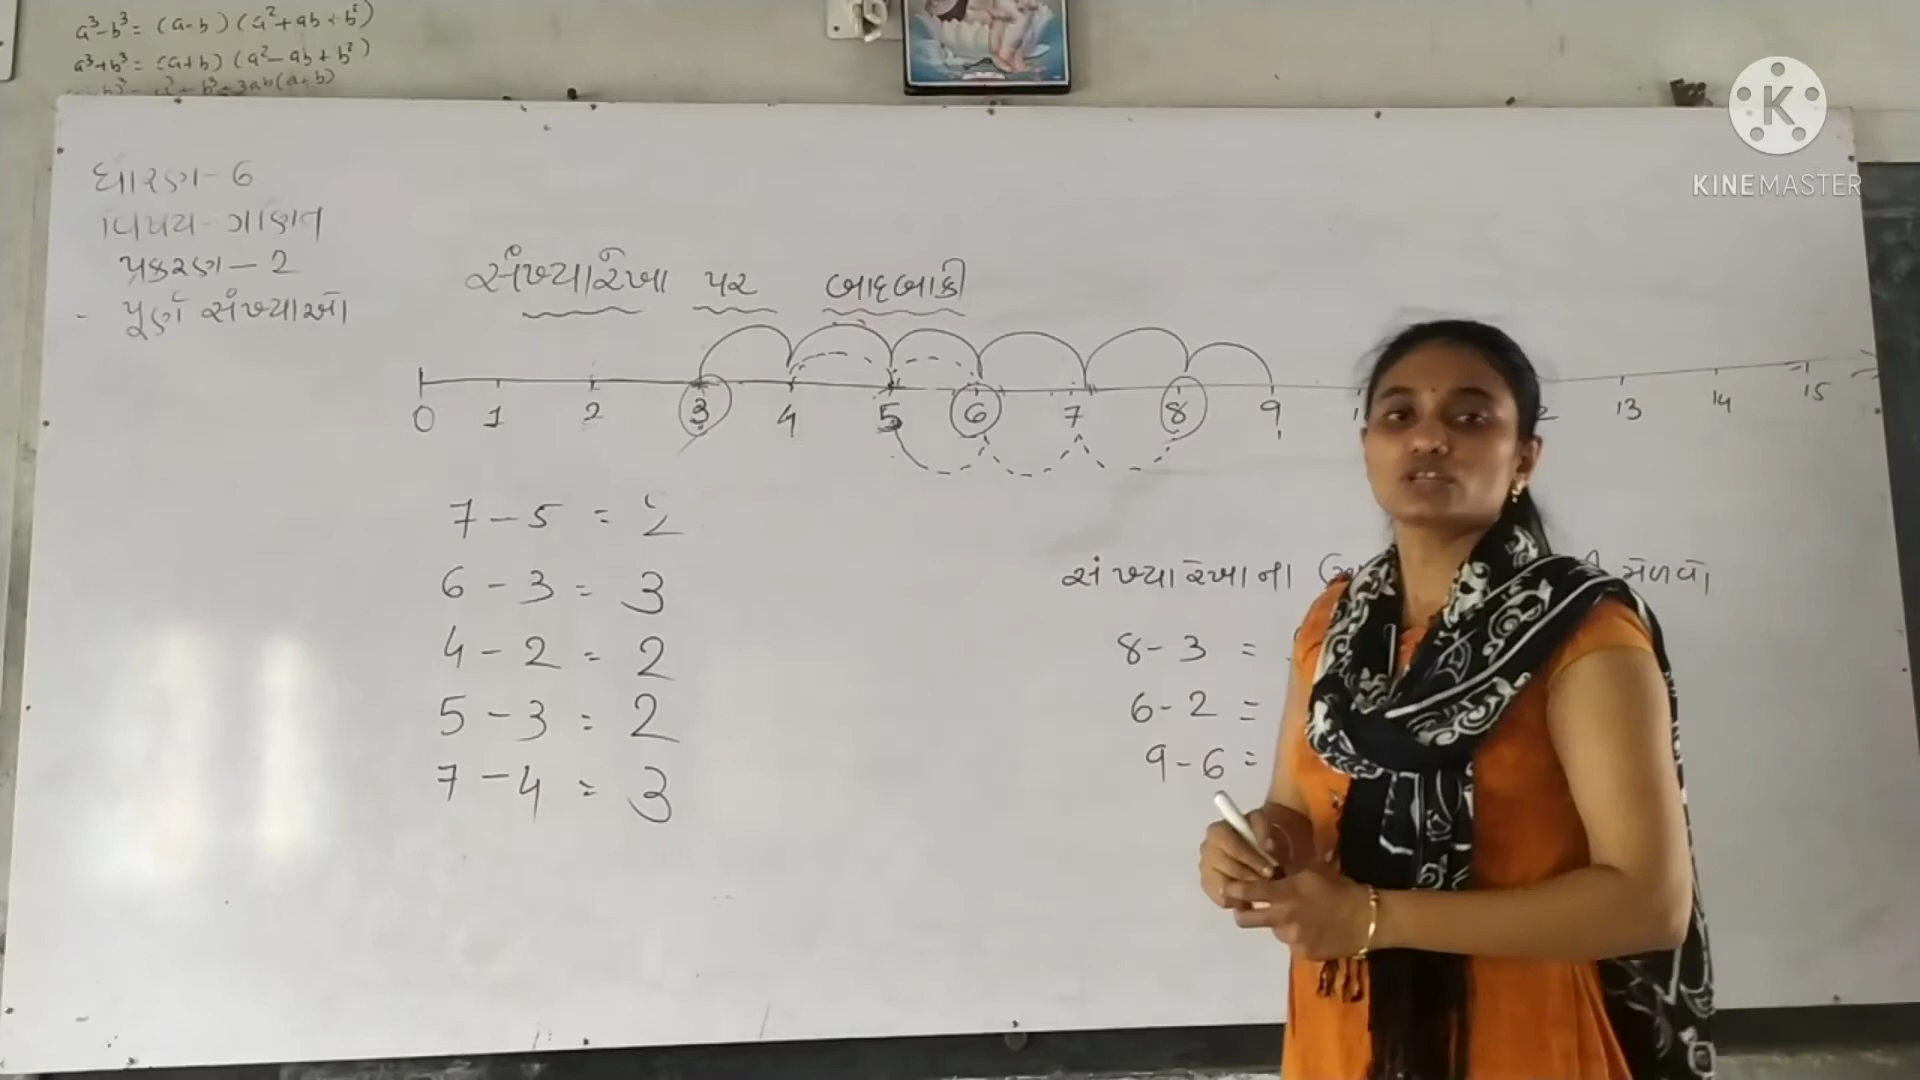 a³-b³ = (a-b) (a²+ab+b²)
a³+b³ = (a+b) (a²-ab+b²)
K
KINEMASTER
ધોરણ- 6
વિષય- ગણિત
પ્રકરણ - 2
- પૂર્ણ સંખ્યાઓ
સંખ્યારેખા પર બાદબાકી
0 1 2 3 4 5 6 7 8 9 13 14 15
7 - 5 = 2
6 - 3 = 3
4 - 2 = 2
5 - 3 = 2
7 - 4 = 3
સંખ્યારેખાના મેળવો
8 - 3 =
6 - 2 =
9 - 6 =